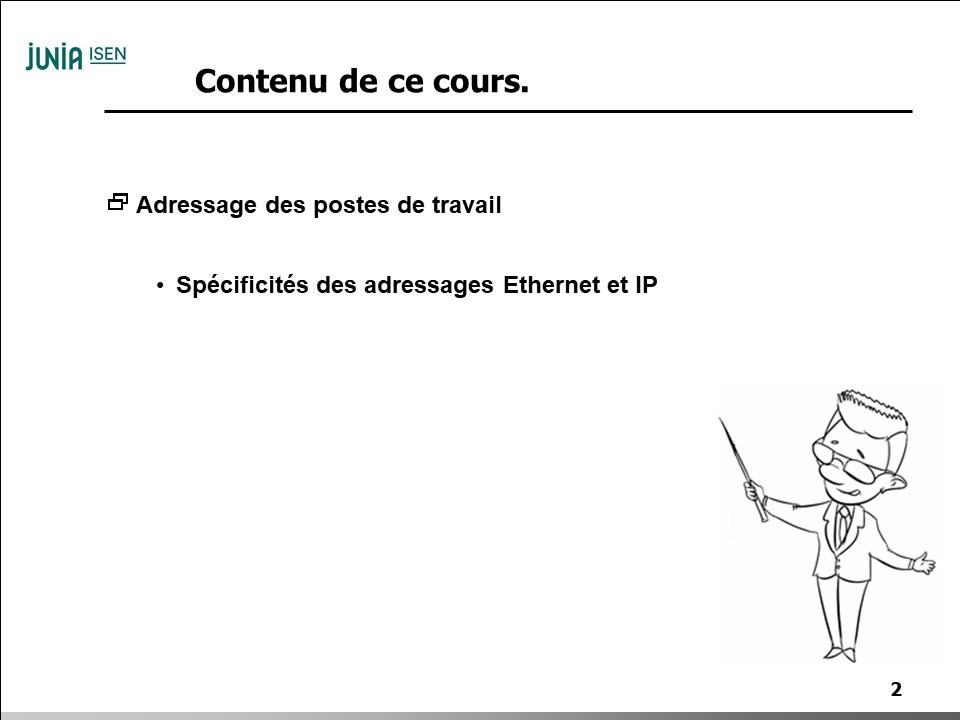 JUNIA ISEN
Contenu de ce cours.
Adressage des postes de travail
• Spécificités des adressages Ethernet et IP
2